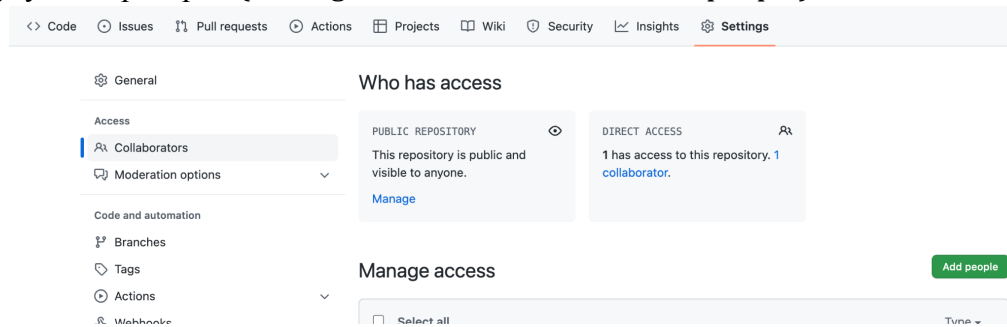 Code Issues Pull requests Actions Projects Wiki Security Insights Settings
General
Access
Collaborators
Moderation options
Code and automation
Branches
Tags
Actions
Webhooks
Who has access
PUBLIC REPOSITORY
This repository is public and
visible to anyone.
Manage
DIRECT ACCESS
1 has access to this repository. 1
collaborator.
Manage access
Add people
Select all
Type